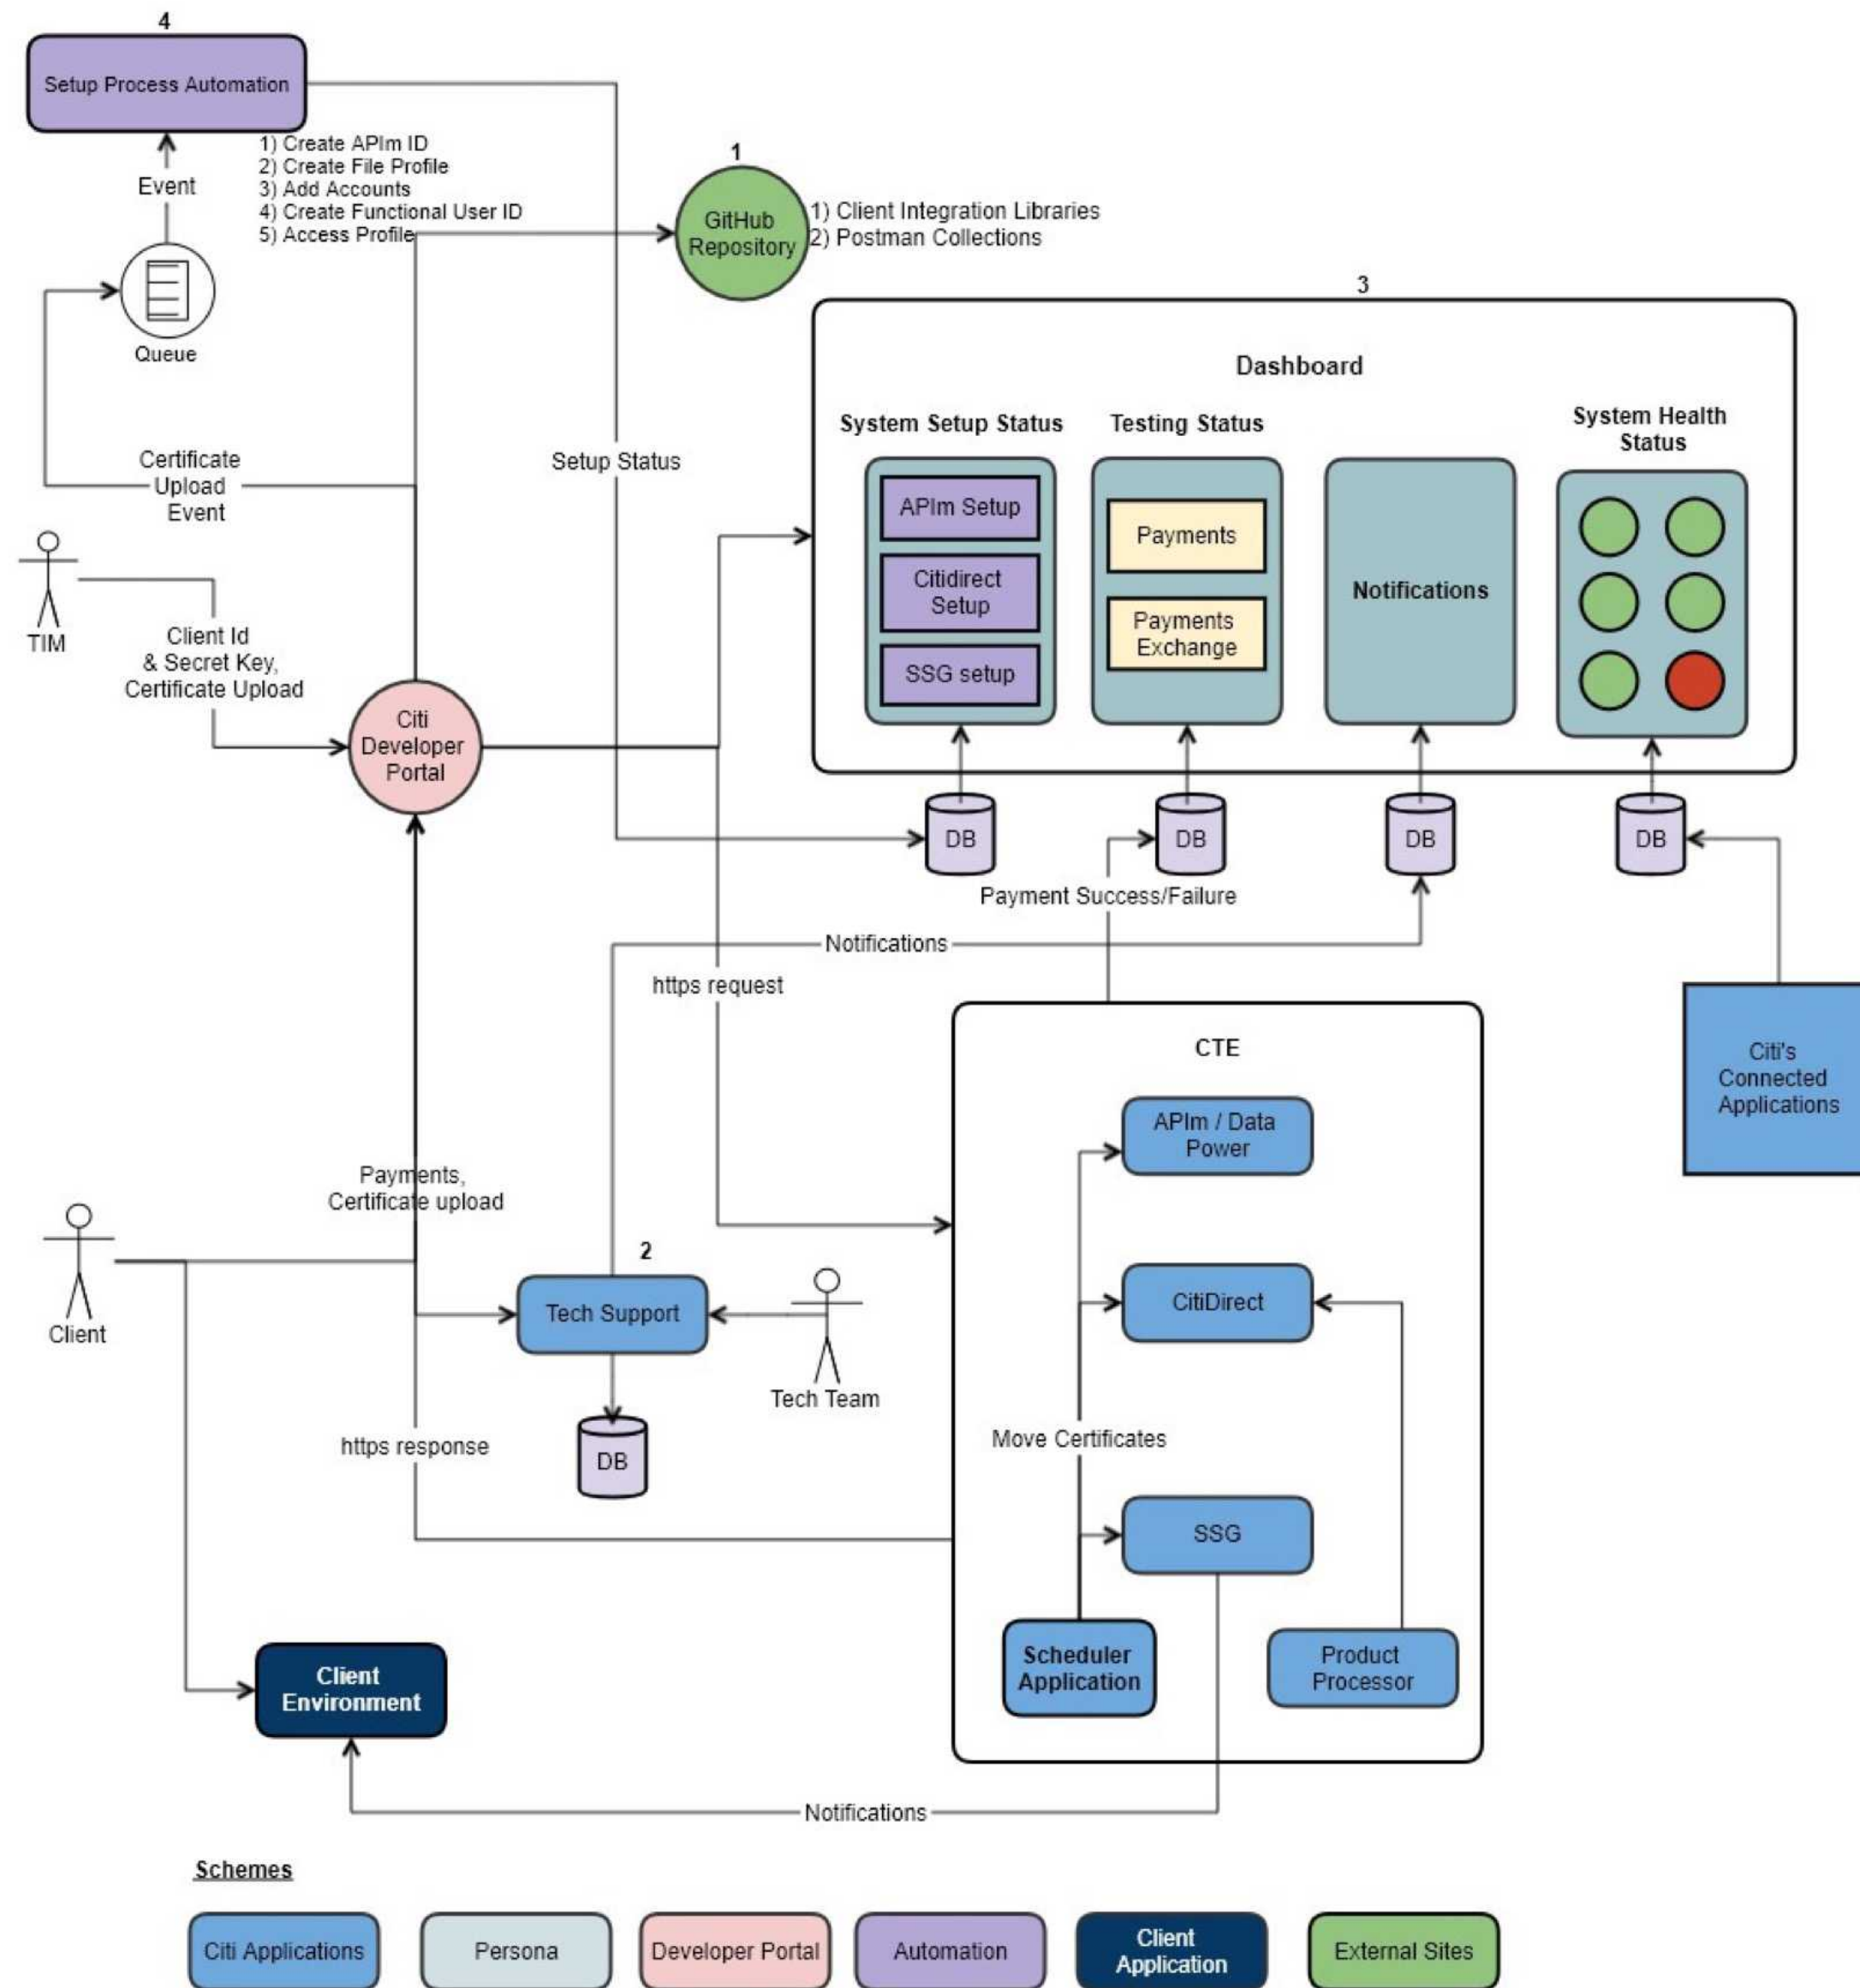 4
Setup Process Automation
1) Create APIm ID
2) Create File Profile
3) Add Accounts
4) Create Functional User ID
5) Access Profile
Event
Queue
1
GitHub
Repository
1) Client Integration Libraries
2) Postman Collections
3
Dashboard
System Setup Status
Testing Status
System Health
Status
APIm Setup
Citidirect
Setup
SSG setup
Payments
Payments
Exchange
Notifications
Certificate
Upload
Event
Setup Status
TIM
Client Id
& Secret Key,
Certificate Upload
Citi
Developer
Portal
DB
DB
DB
DB
Payment Success/Failure
Notifications
https request
CTE
APIm / Data
Power
Citi's
Connected
Applications
Payments,
Certificate upload
Client
2
Tech Support
Tech Team
CitiDirect
DB
https response
Move Certificates
SSG
Scheduler
Application
Product
Processor
Client
Environment
Notifications
Schemes
Citi Applications
Persona
Developer Portal
Automation
Client
Application
External Sites